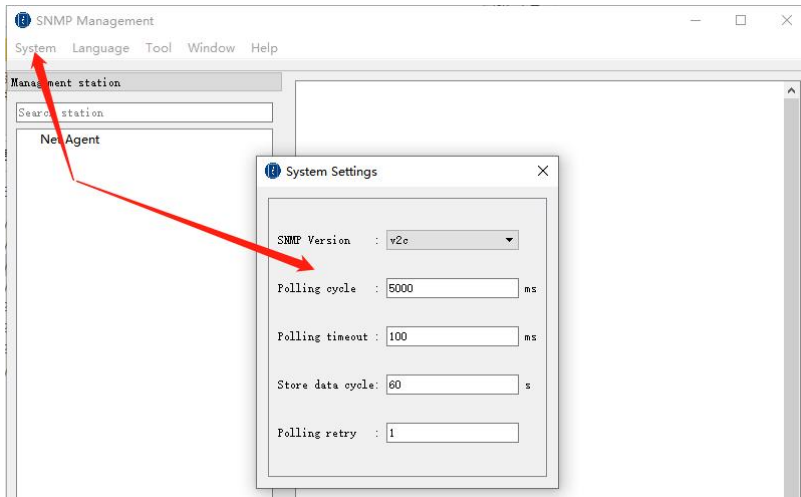 SNMP Management
System Language Tool Window Help
Management station
Search station
Net Agent
System Settings
SNMP Version : v2c
Polling cycle : 5000 ms
Polling timeout : 100 ms
Store data cycle: 60 s
Polling retry : 1